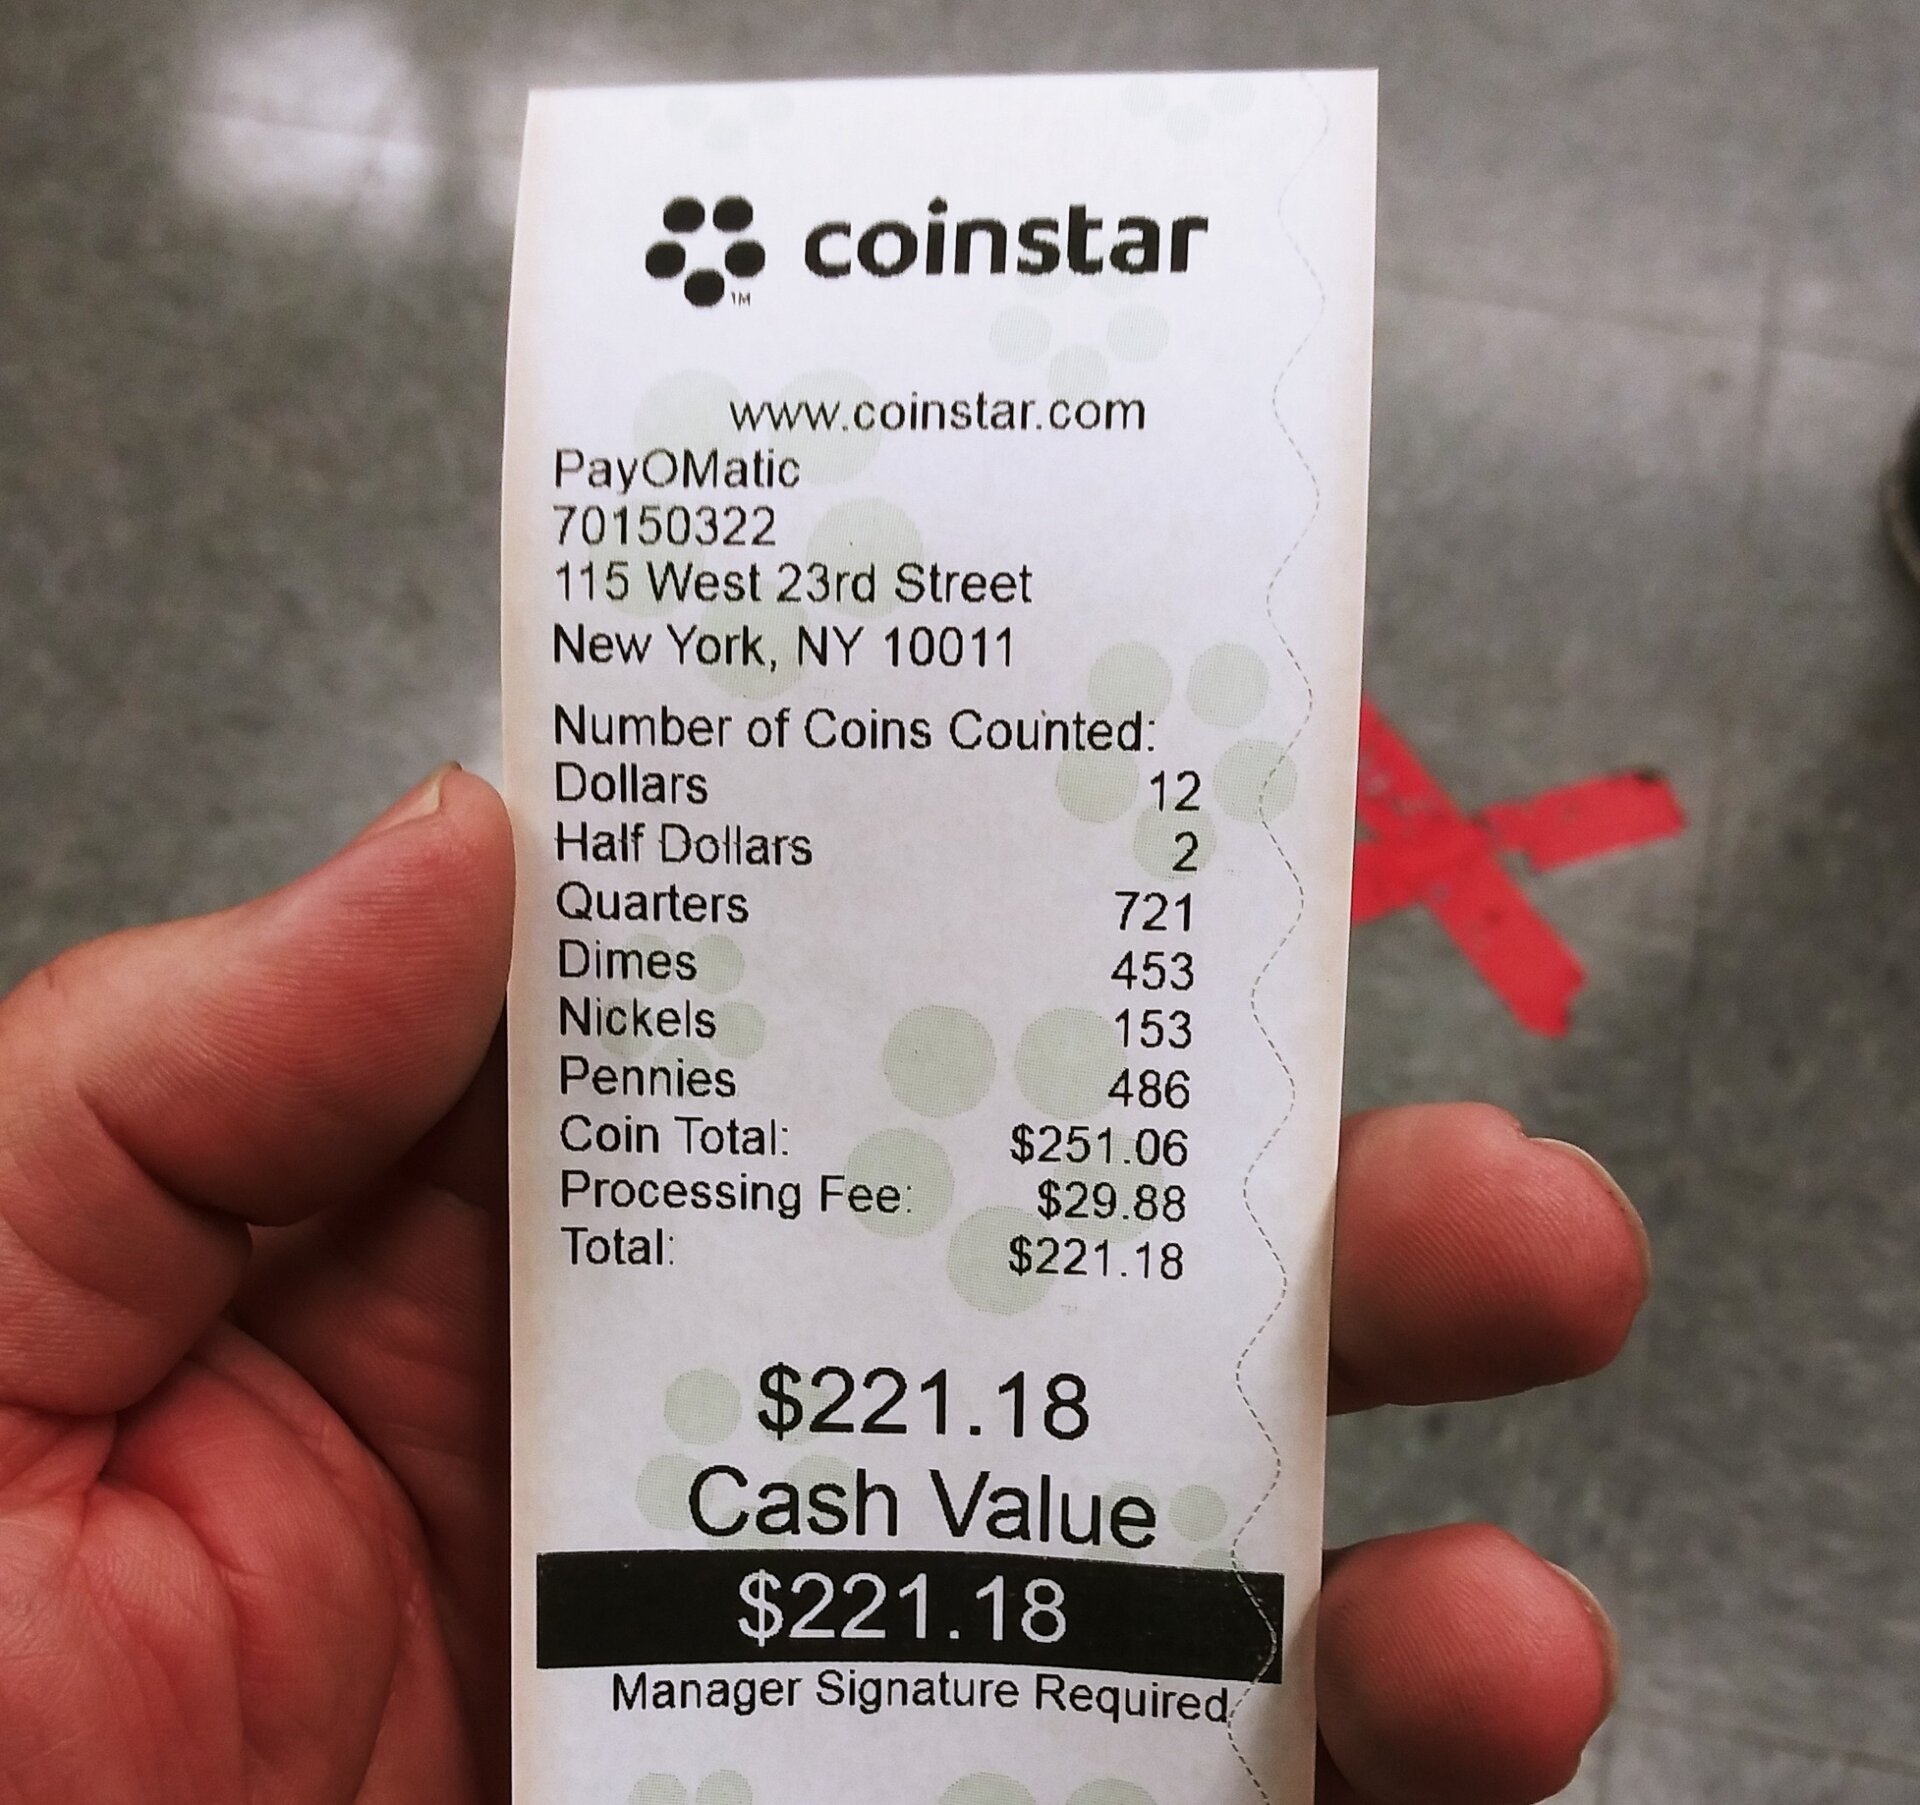 coinstar
TM
www.coinstar.com
PayOMatic
70150322
115 West 23rd Street
New York, NY 10011
Number of Coins Counted:
Dollars 12
Half Dollars 2
Quarters 721
Dimes 453
Nickels 153
Pennies 486
Coin Total: $251.06
Processing Fee: $29.88
Total: $221.18
$221.18
Cash Value
$221.18
Manager Signature Required